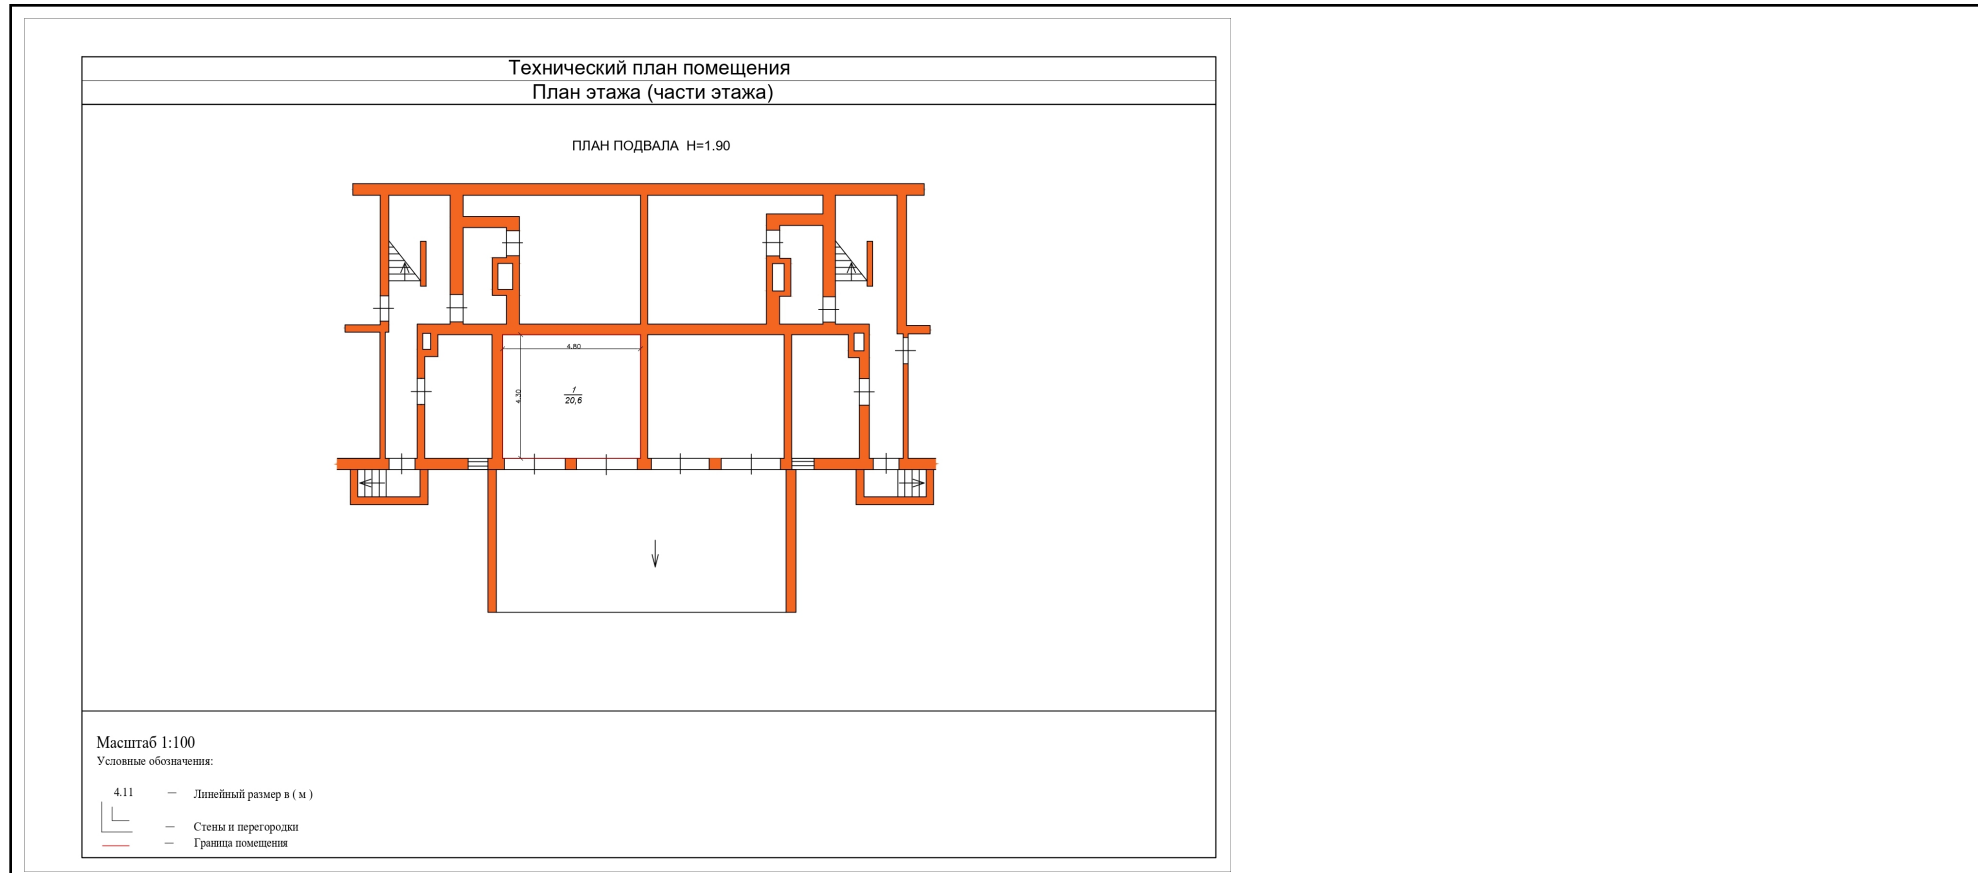 Технический план помещения
План этажа (части этажа)
ПЛАН ПОДВАЛА Н=1.90
4,80
4,30
1
20,6
Масштаб 1:100
Условные обозначения:
4.11 — Линейный размер в ( м )
— Стены и перегородки
— Граница помещения